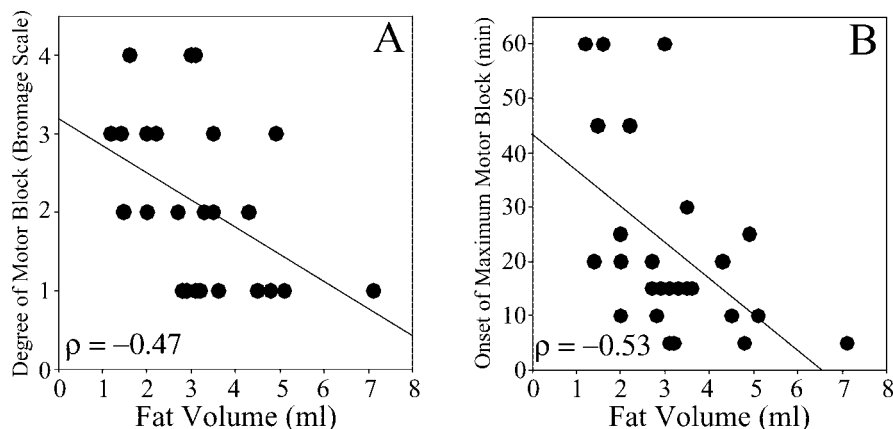 A
Degree of Motor Block (Bromage Scale)
4
3
2
1
0
ρ = −0.47
0 1 2 3 4 5 6 7 8
Fat Volume (ml)
B
Onset of Maximum Motor Block (min)
60
50
40
30
20
10
0
ρ = −0.53
0 1 2 3 4 5 6 7 8
Fat Volume (ml)